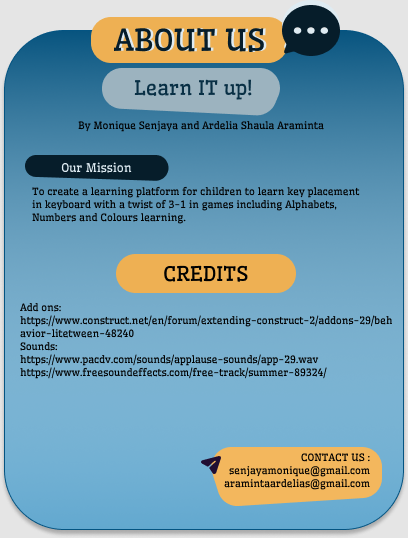 ABOUT US
Learn IT up!
By Monique Senjaya and Ardelia Shaula Araminta
Our Mission
To create a learning platform for children to learn key placement
in keyboard with a twist of 3-1 in games including Alphabets,
Numbers and Colours learning.
CREDITS
Add ons:
https://www.construct.net/en/forum/extending-construct-2/addons-29/beh
avior-litetween-48240
Sounds:
https://www.pacdv.com/sounds/applause-sounds/app-29.wav
https://www.freesoundeffects.com/free-track/summer-89324/
CONTACT US :
senjayamonique@gmail.com
aramintaardelias@gmail.com